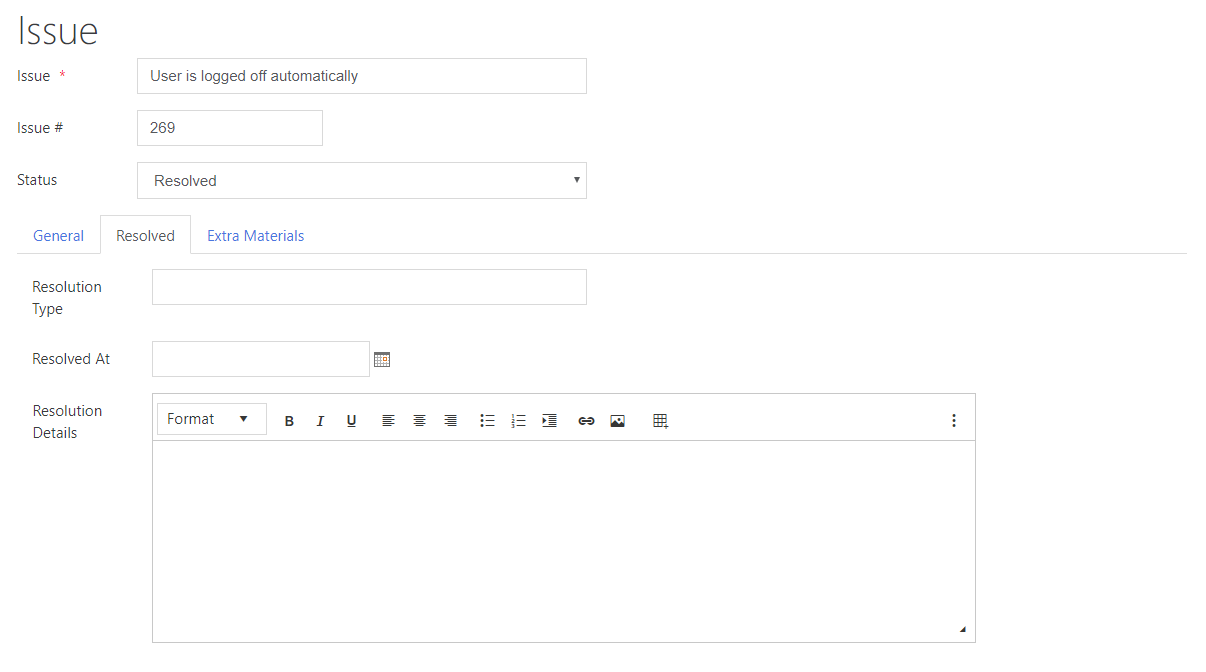 Issue
Issue * User is logged off automatically
Issue # 269
Status Resolved
General Resolved Extra Materials
Resolution
Type
Resolved At
Resolution
Details
Format B I U